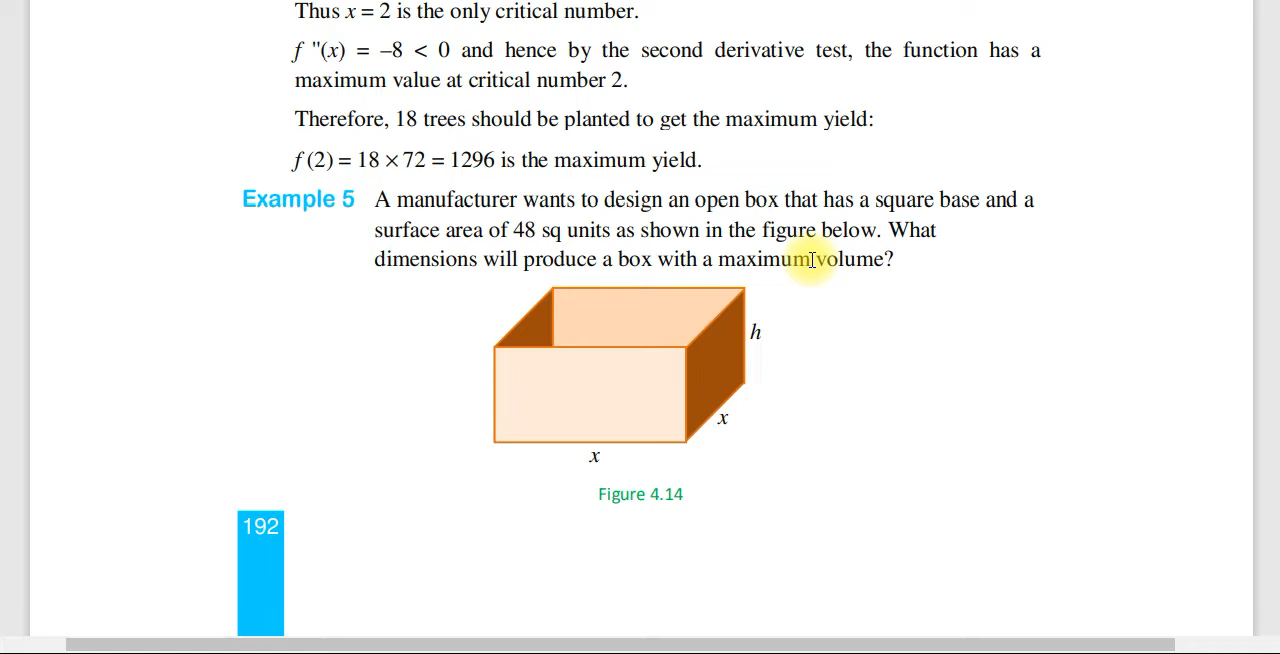 Thus x = 2 is the only critical number.
f "(x) = –8 < 0 and hence by the second derivative test, the function has a
maximum value at critical number 2.
Therefore, 18 trees should be planted to get the maximum yield:
f (2) = 18 × 72 = 1296 is the maximum yield.
Example 5 A manufacturer wants to design an open box that has a square base and a
surface area of 48 sq units as shown in the figure below. What
dimensions will produce a box with a maximum volume?
h
x
x
Figure 4.14
192